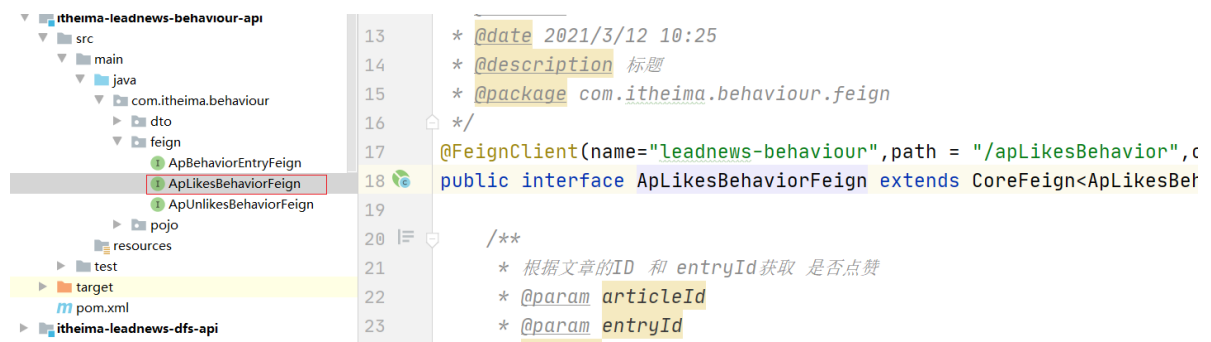 itheima-leadnews-behaviour-api
src
main
java
com.itheima.behaviour
dto
feign
ApBehaviorEntryFeign
ApLikesBehaviorFeign
ApUnlikesBehaviorFeign
pojo
resources
test
target
pom.xml
itheima-leadnews-dfs-api
13 * @date 2021/3/12 10:25
14 * @description 标题
15 * @package com.itheima.behaviour.feign
16 */
17 @FeignClient(name="leadnews-behaviour",path = "/apLikesBehavior",
18 public interface ApLikesBehaviorFeign extends CoreFeign<ApLikesBeh
19
20 /**
21 * 根据文章的ID 和 entryId获取 是否点赞
22 * @param articleId
23 * @param entryId